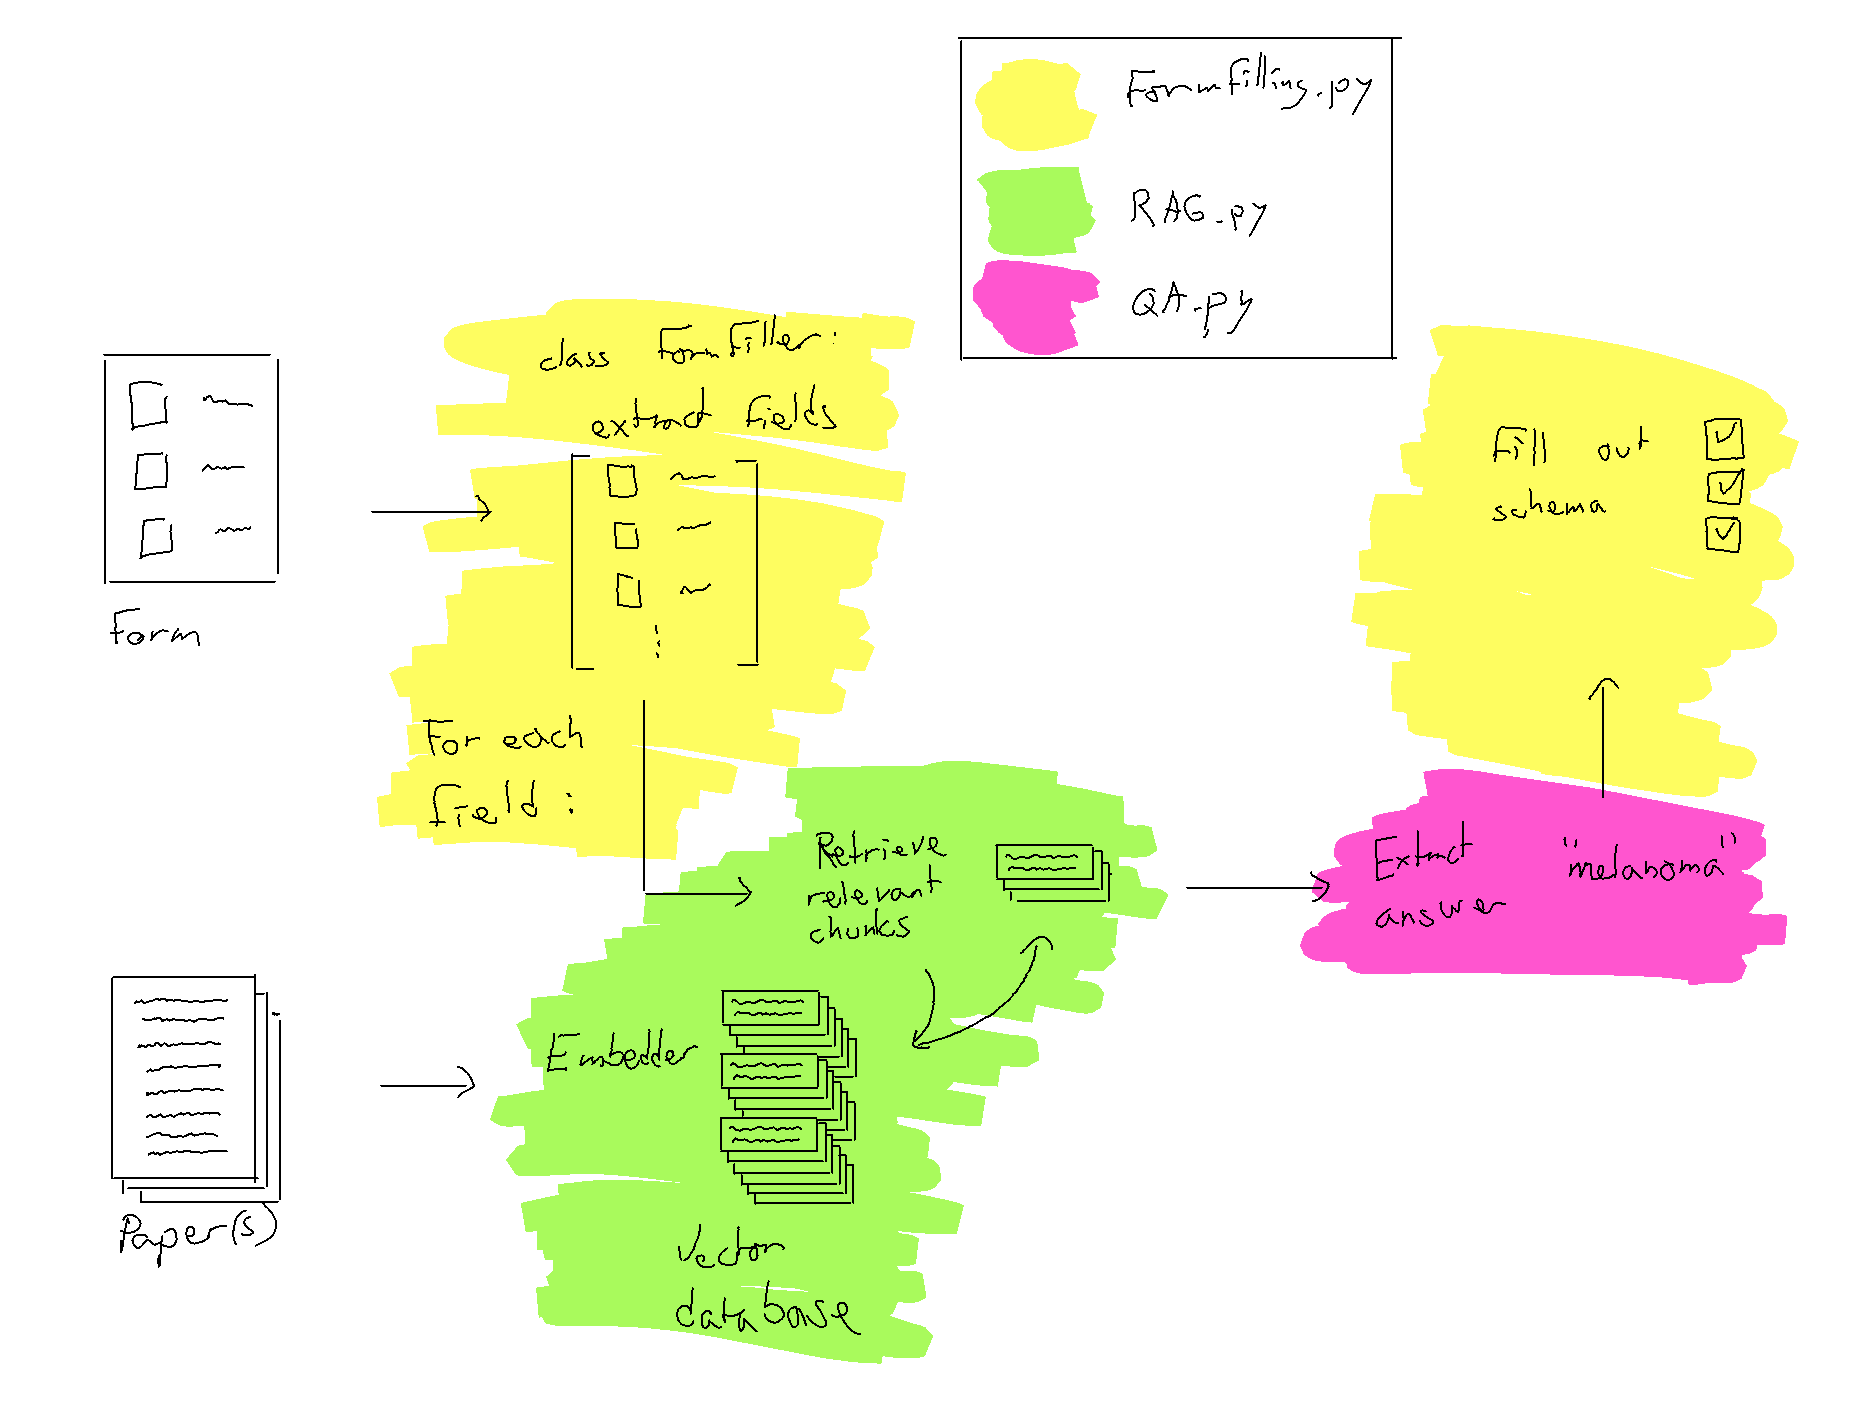 Formfilling.py
RAG.py
QA.py
class FormFiller:
extract fields
Form
For each
field:
Fill out
schema
Retrieve
relevant
chunks
Extract
answer
"melanoma"
Embedder
Paper(s)
Vector
database